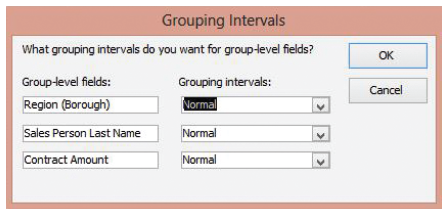 Grouping Intervals
What grouping intervals do you want for group-level fields?
OK
Group-level fields: Grouping intervals:
Cancel
Region (Borough) Normal
Sales Person Last Name Normal
Contract Amount Normal